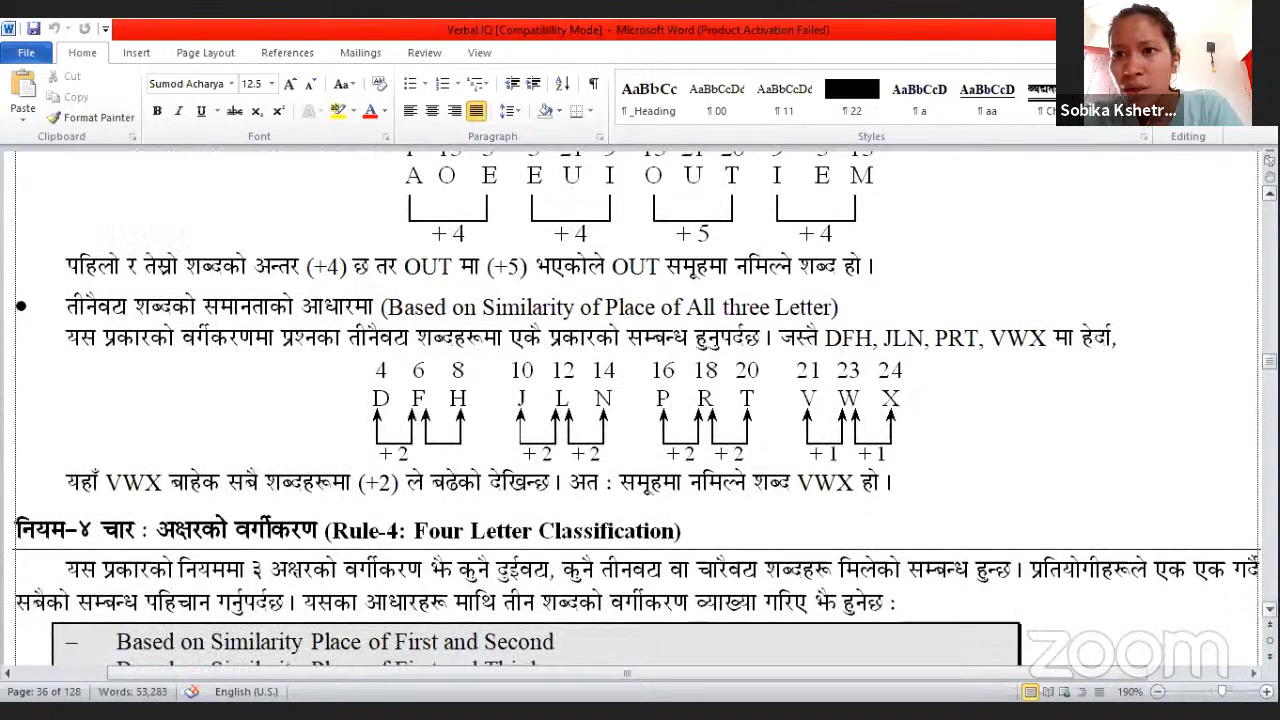 Verbal IQ [Compatibility Mode] - Microsoft Word (Product Activation Failed)
File Home Insert Page Layout References Mailings Review View
Cut
Copy
Paste
Format Painter
Clipboard
Sumod Acharya 12.5
Font
Paragraph
AaBbCc AaBbCcDc AaBbCcDc AaBbCcD AaBbCcD
¶ _Heading ¶ 00 ¶ 11 ¶ 22 ¶ a ¶ aa
Styles
Editing
Sobika Kshetr...
A O E E U I O U T I E M
+ 4 + 4 + 5 + 4
पहिलो र तेस्रो शब्दको अन्तर (+4) छ तर OUT मा (+5) भएकोले OUT समूहमा नमिल्ने शब्द हो ।
● तीनैवटा शब्दको समानताको आधारमा (Based on Similarity of Place of All three Letter)
यस प्रकारको वर्गीकरणमा प्रश्नका तीनैवटा शब्दहरूमा एकै प्रकारको सम्बन्ध हुनुपर्दछ । जस्तै DFH, JLN, PRT, VWX मा हेर्दा,
4 6 8 10 12 14 16 18 20 21 23 24
D F H J L N P R T V W X
+ 2 + 2 + 2 + 2 + 2 + 1 + 1
यहाँ VWX बाहेक सबै शब्दहरूमा (+2) ले बढेको देखिन्छ । अत : समूहमा नमिल्ने शब्द VWX हो ।
नियम–४ चार : अक्षरको वर्गीकरण (Rule-4: Four Letter Classification)
यस प्रकारको नियममा ३ अक्षरको वर्गीकरण झै कुनै दुईवटा, कुनै तीनवटा वा चारैवटा शब्दहरू मिलेको सम्बन्ध हुन्छ । प्रतियोगीहरूले एक एक गर्दै
सबैको सम्बन्ध पहिचान गर्नुपर्दछ । यसका आधारहरू माथि तीन शब्दको वर्गीकरण व्याख्या गरिए झै हुनेछ :
– Based on Similarity Place of First and Second
zoom
Page: 36 of 128 Words: 53,283 English (U.S.) 190%